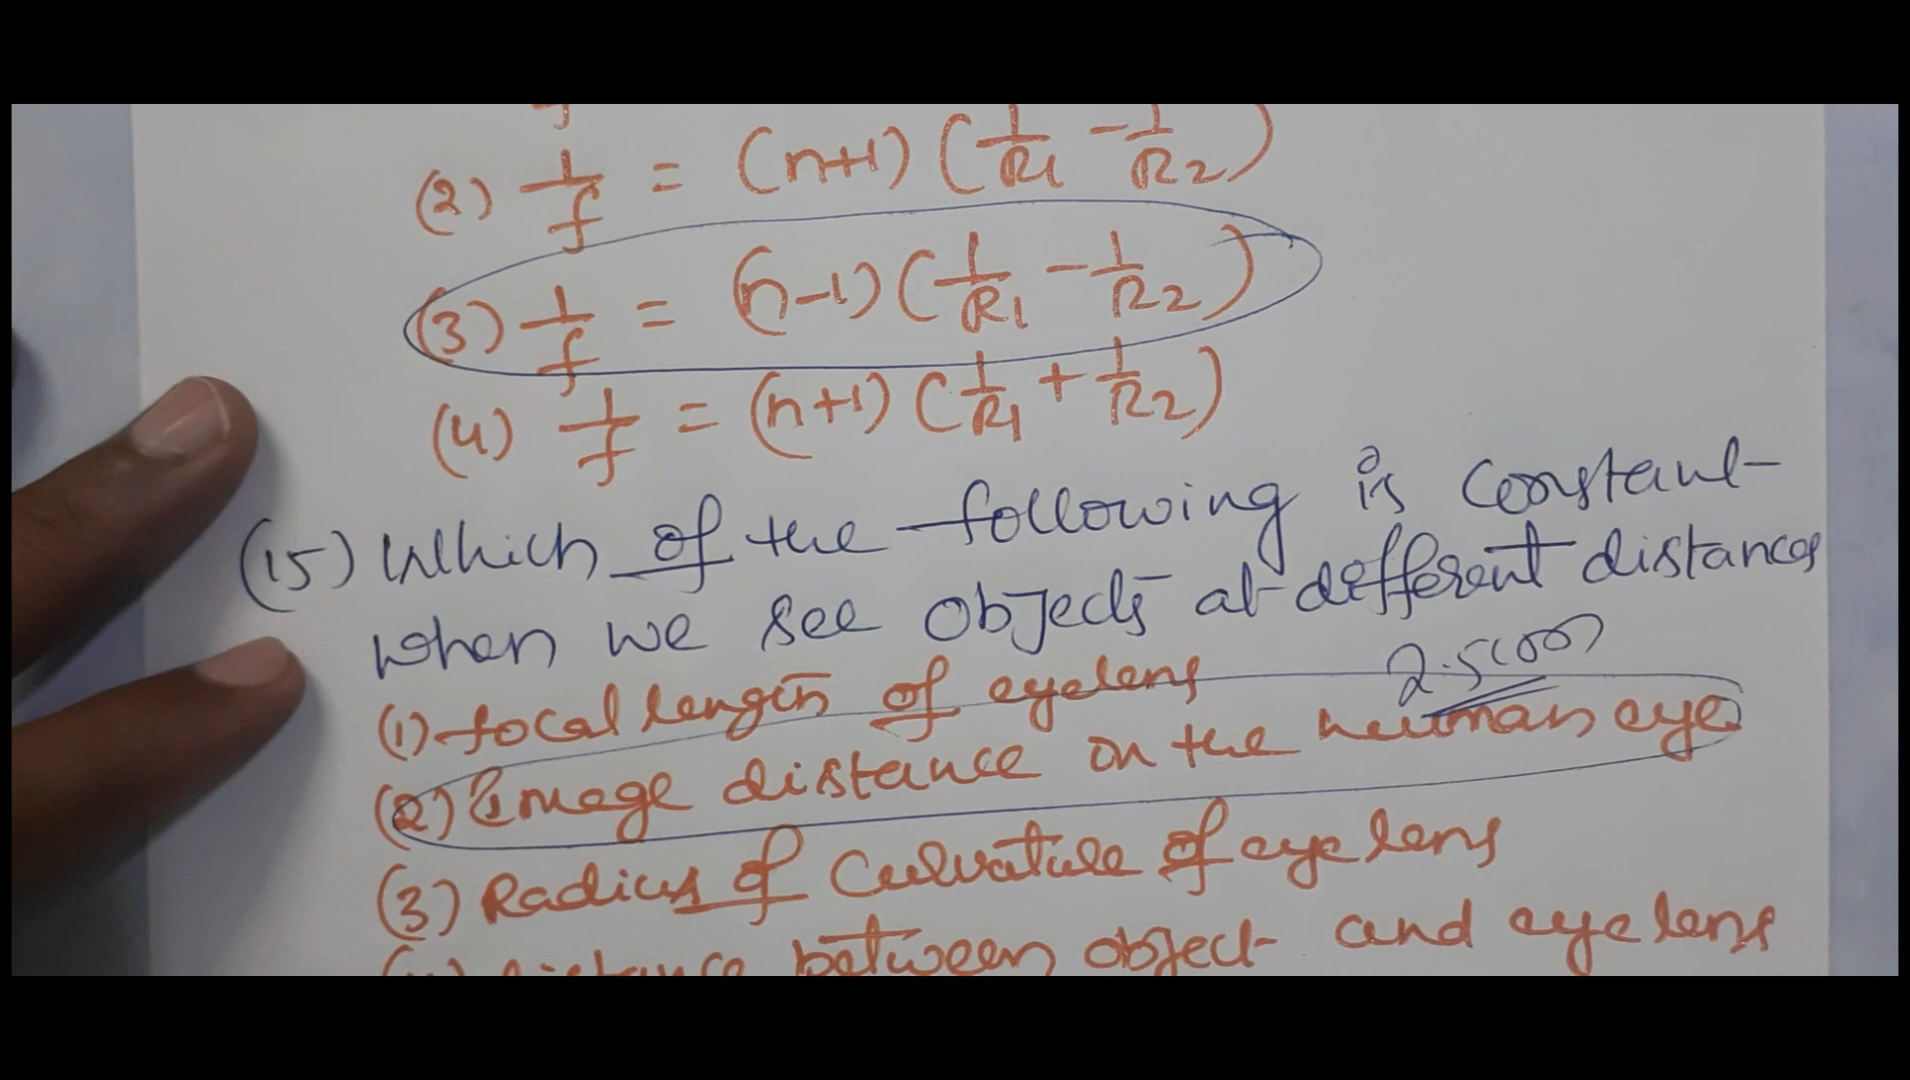 (2) 1/f = (n+1) (1/R1 - 1/R2)
(3) 1/f = (n-1) (1/R1 - 1/R2)
(4) 1/f = (n+1) (1/R1 + 1/R2)
(15) Which of the following is constant
when we see objects at different distances
2.5cm
(1) focal length of eyelens
(2) Image distance on the human eye
(3) Radius of curvature of eye lens
(4) distance between object and eye lens